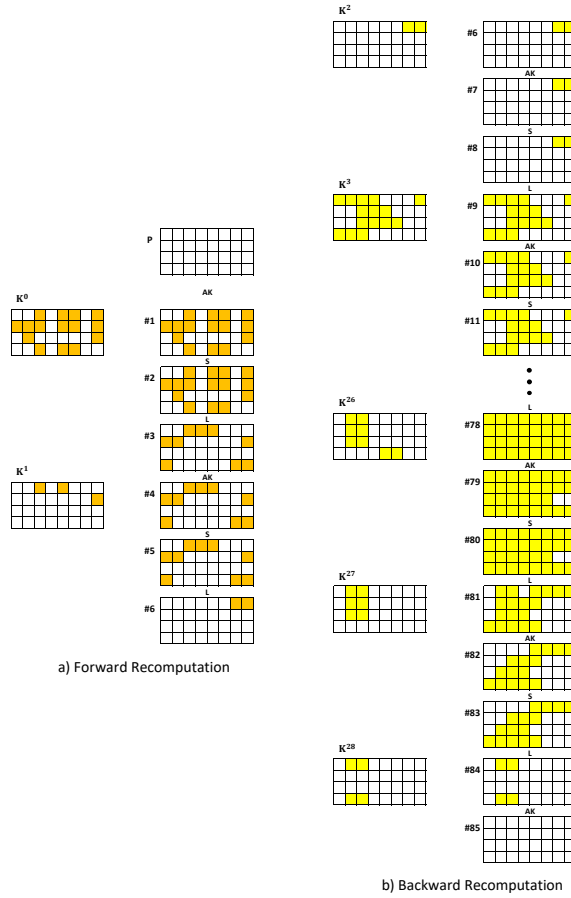 P
AK
K⁰
#1
S
#2
L
#3
K¹
AK
#4
S
#5
L
#6
a) Forward Recomputation
K²
#6
AK
#7
S
#8
L
K³
#9
AK
#10
S
#11
L
K²⁶
#78
AK
#79
S
#80
L
K²⁷
#81
AK
#82
S
#83
L
K²⁸
#84
AK
#85
b) Backward Recomputation